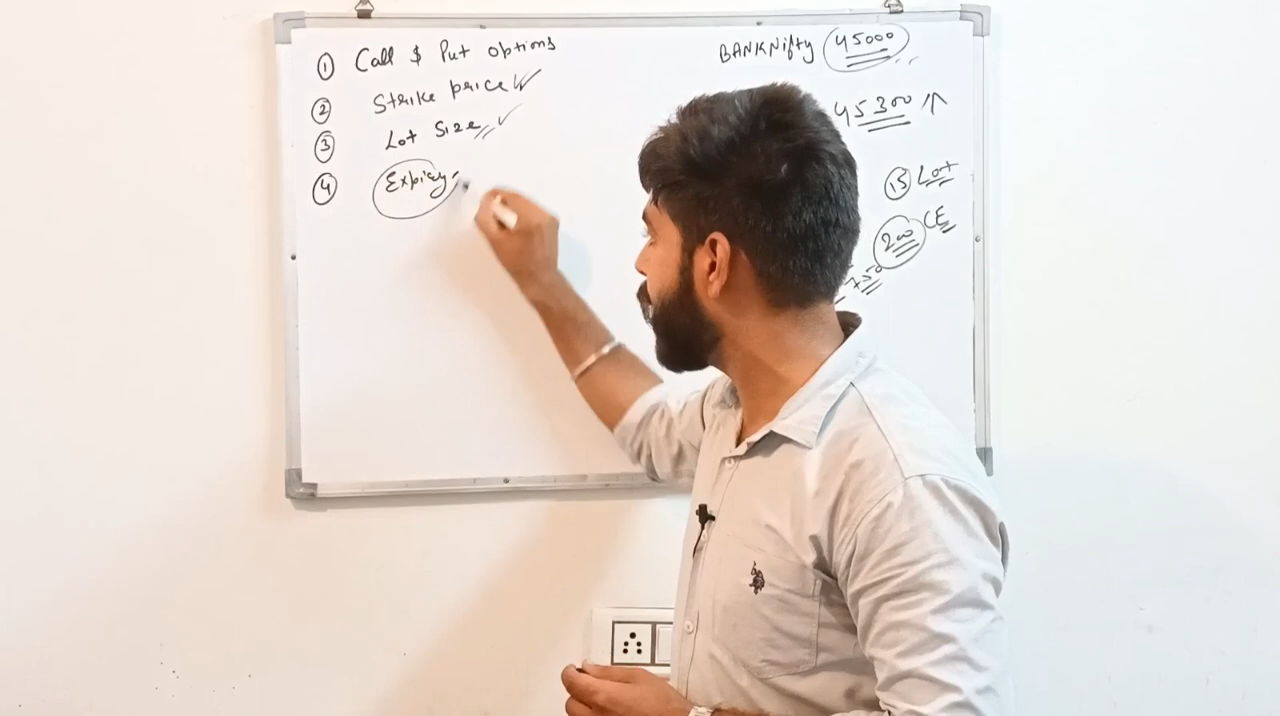 ① Call $ Put options
② Strike price
③ Lot Size
④ Expiry
BANKNifty 45000
45300
15 Lot
200 CE
x50